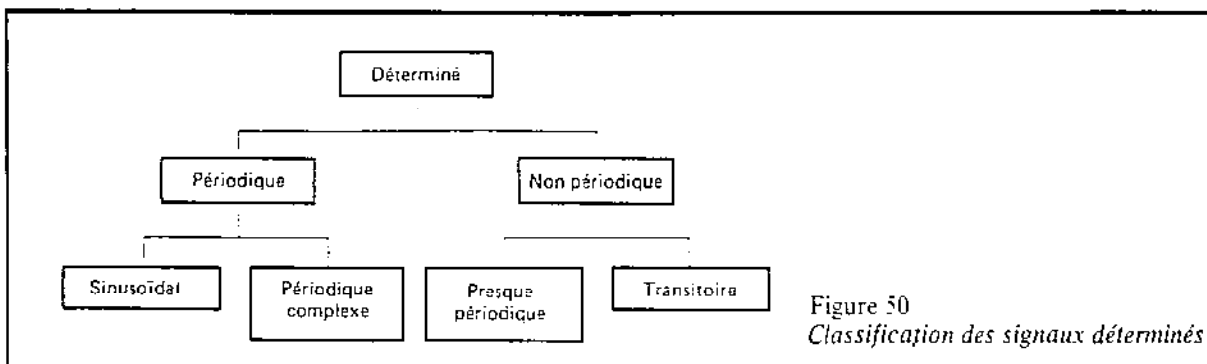 Déterminé
Périodique
Non périodique
Sinusoïdal
Périodique
complexe
Presque
périodique
Transitoire
Figure 50
Classification des signaux déterminés